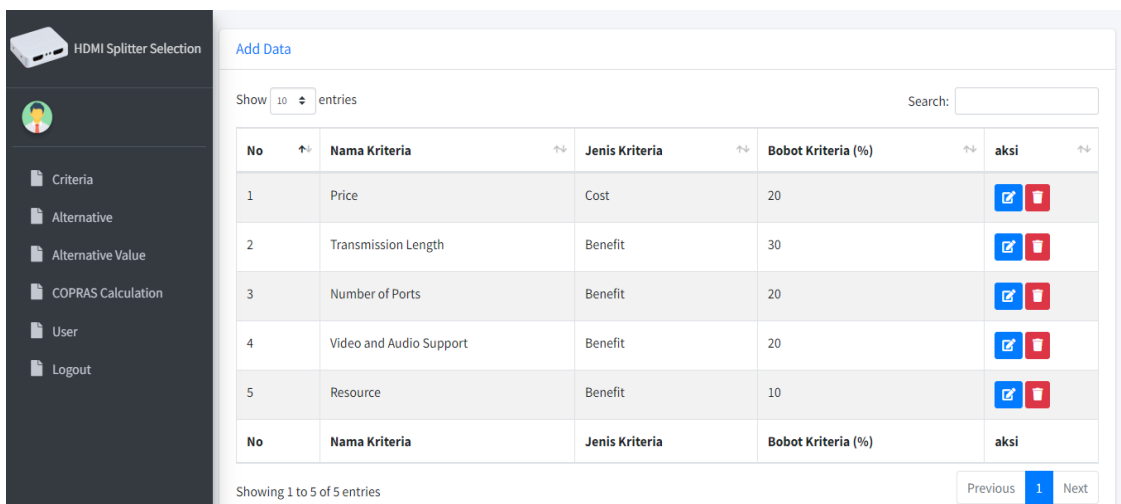 HDMI Splitter Selection
Criteria
Alternative
Alternative Value
COPRAS Calculation
User
Logout
Add Data
Show 10 entries Search:
No Nama Kriteria Jenis Kriteria Bobot Kriteria (%) aksi
1 Price Cost 20
2 Transmission Length Benefit 30
3 Number of Ports Benefit 20
4 Video and Audio Support Benefit 20
5 Resource Benefit 10
No Nama Kriteria Jenis Kriteria Bobot Kriteria (%) aksi
Showing 1 to 5 of 5 entries Previous 1 Next